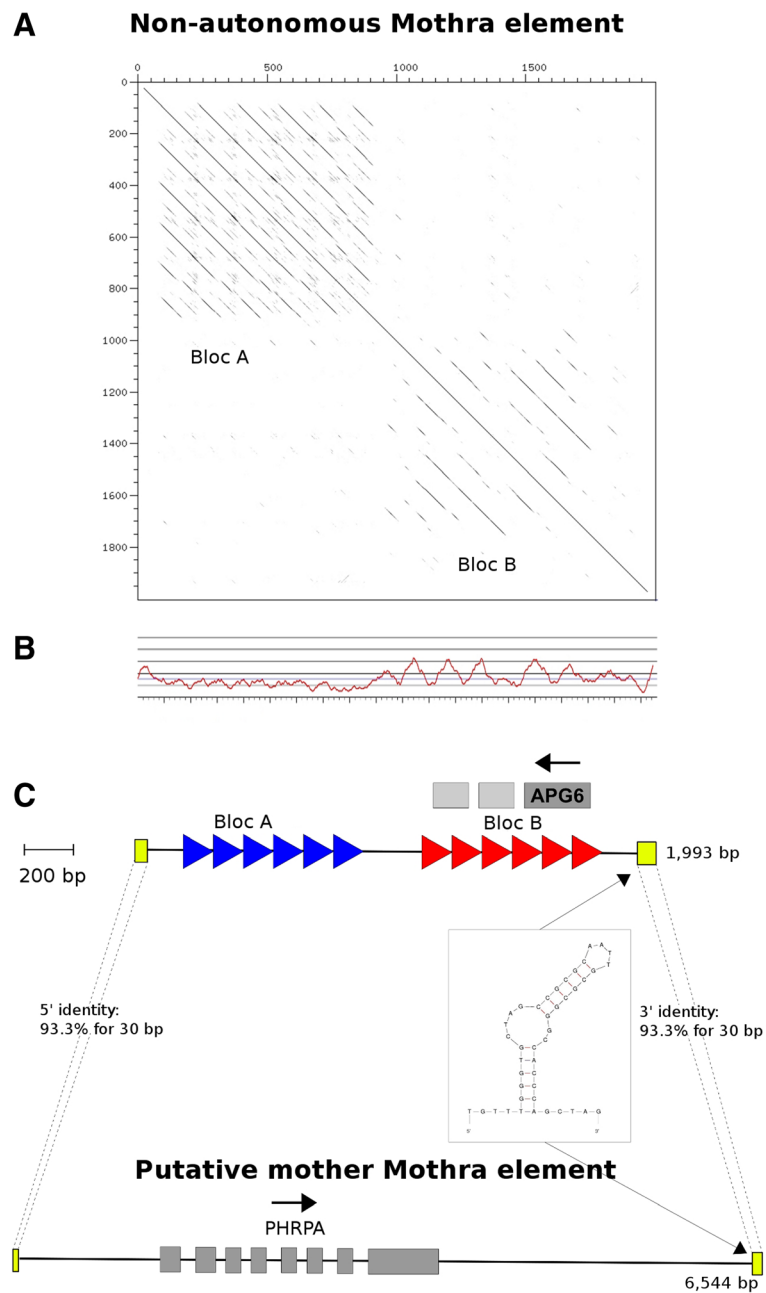 A
Non-autonomous Mothra element
0 500 1000 1500
0
200
400
600
800
1000
1200
1400
1600
1800
Bloc A
Bloc B
B
C
APG6
Bloc A
Bloc B
200 bp
1,993 bp
5' identity:
93.3% for 30 bp
3' identity:
93.3% for 30 bp
T G T T T A G C T A G
5' 3'
Putative mother Mothra element
PHRPA
6,544 bp